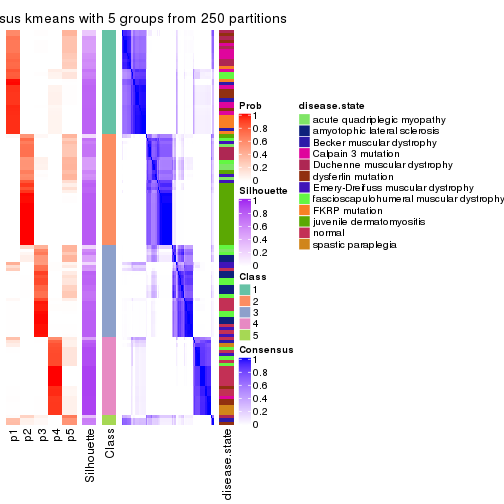 sus kmeans with 5 groups from 250 partitions
Prob
1
0.8
0.6
0.4
0.2
0
Silhouette
1
0.8
0.6
0.4
0.2
0
Class
1
2
3
4
5
Consensus
1
0.8
0.6
0.4
0.2
0
disease.state
acute quadriplegic myopathy
amyotophic lateral sclerosis
Becker muscular dystrophy
Calpain 3 mutation
Duchenne muscular dystrophy
dysferlin mutation
Emery-Dreifuss muscular dystrophy
fascioscapulohumeral muscular dystrophy
FKRP mutation
juvenile dermatomyositis
normal
spastic paraplegia
p1
p2
p3
p4
p5
Silhouette
Class
disease.state